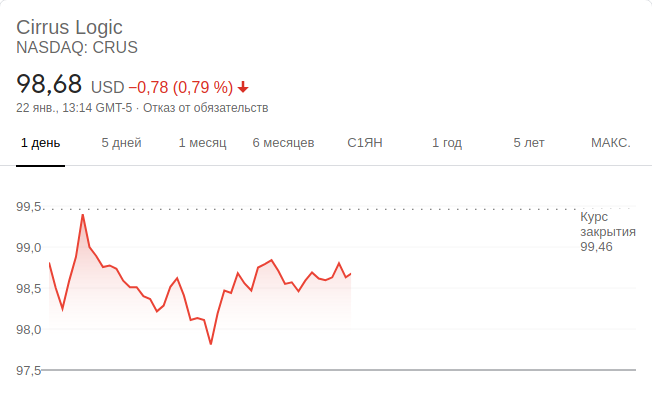 Cirrus Logic
NASDAQ: CRUS
98,68 USD −0,78 (0,79 %)
22 янв., 13:14 GMT-5 · Отказ от обязательств
1 день 5 дней 1 месяц 6 месяцев С1ЯН 1 год 5 лет МАКС.
99,5
Курс
закрытия
99,46
99,0
98,5
98,0
97,5